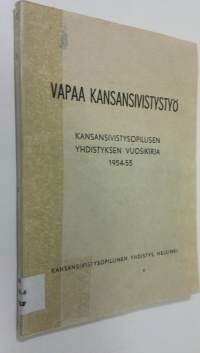 VAPAA KANSANSIVISTYSTYÖ
KANSANSIVISTYSOPILLISEN
YHDISTYKSEN VUOSIKIRJA
1954-55
KANSANSIVISTYSOPILLINEN YHDISTYS, HELSINKI